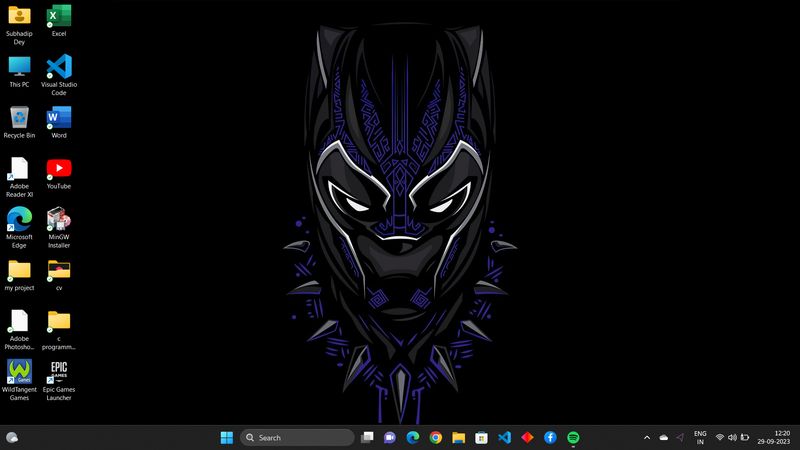 Subhadip
Dey
Excel
This PC
Visual Studio
Code
Recycle Bin
Word
Adobe
Reader XI
YouTube
Microsoft
Edge
MinGW
Installer
my project
cv
Adobe
Photosho...
c
programm...
Games
WildTangent
Games
EPIC
GAMES
Epic Games
Launcher
Search
ENG
IN
12:20
29-09-2023